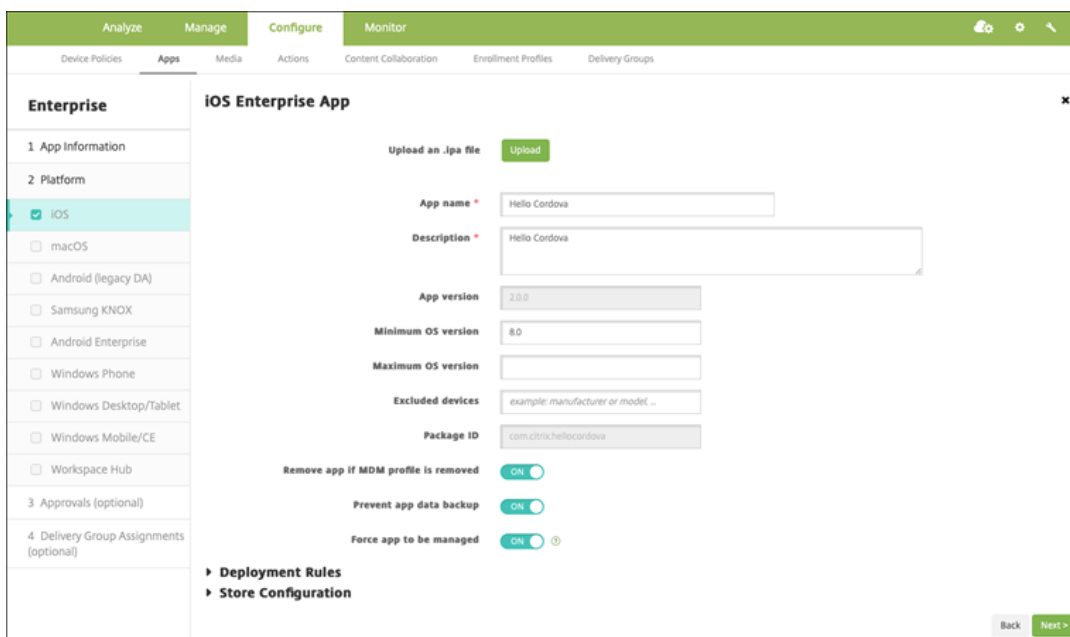 Analyze Manage Configure Monitor
Device Policies Apps Media Actions Content Collaboration Enrollment Profiles Delivery Groups
Enterprise
1 App Information
2 Platform
iOS
macOS
Android (legacy DA)
Samsung KNOX
Android Enterprise
Windows Phone
Windows Desktop/Tablet
Windows Mobile/CE
Workspace Hub
3 Approvals (optional)
4 Delivery Group Assignments
(optional)
iOS Enterprise App
Upload an .ipa file Upload
App name * Hello Cordova
Description * Hello Cordova
App version 2.0.0
Minimum OS version 8.0
Maximum OS version
Excluded devices example: manufacturer or model, ...
Package ID com.citrix.hellocordova
Remove app if MDM profile is removed ON
Prevent app data backup ON
Force app to be managed ON ?
Deployment Rules
Store Configuration
Back Next >